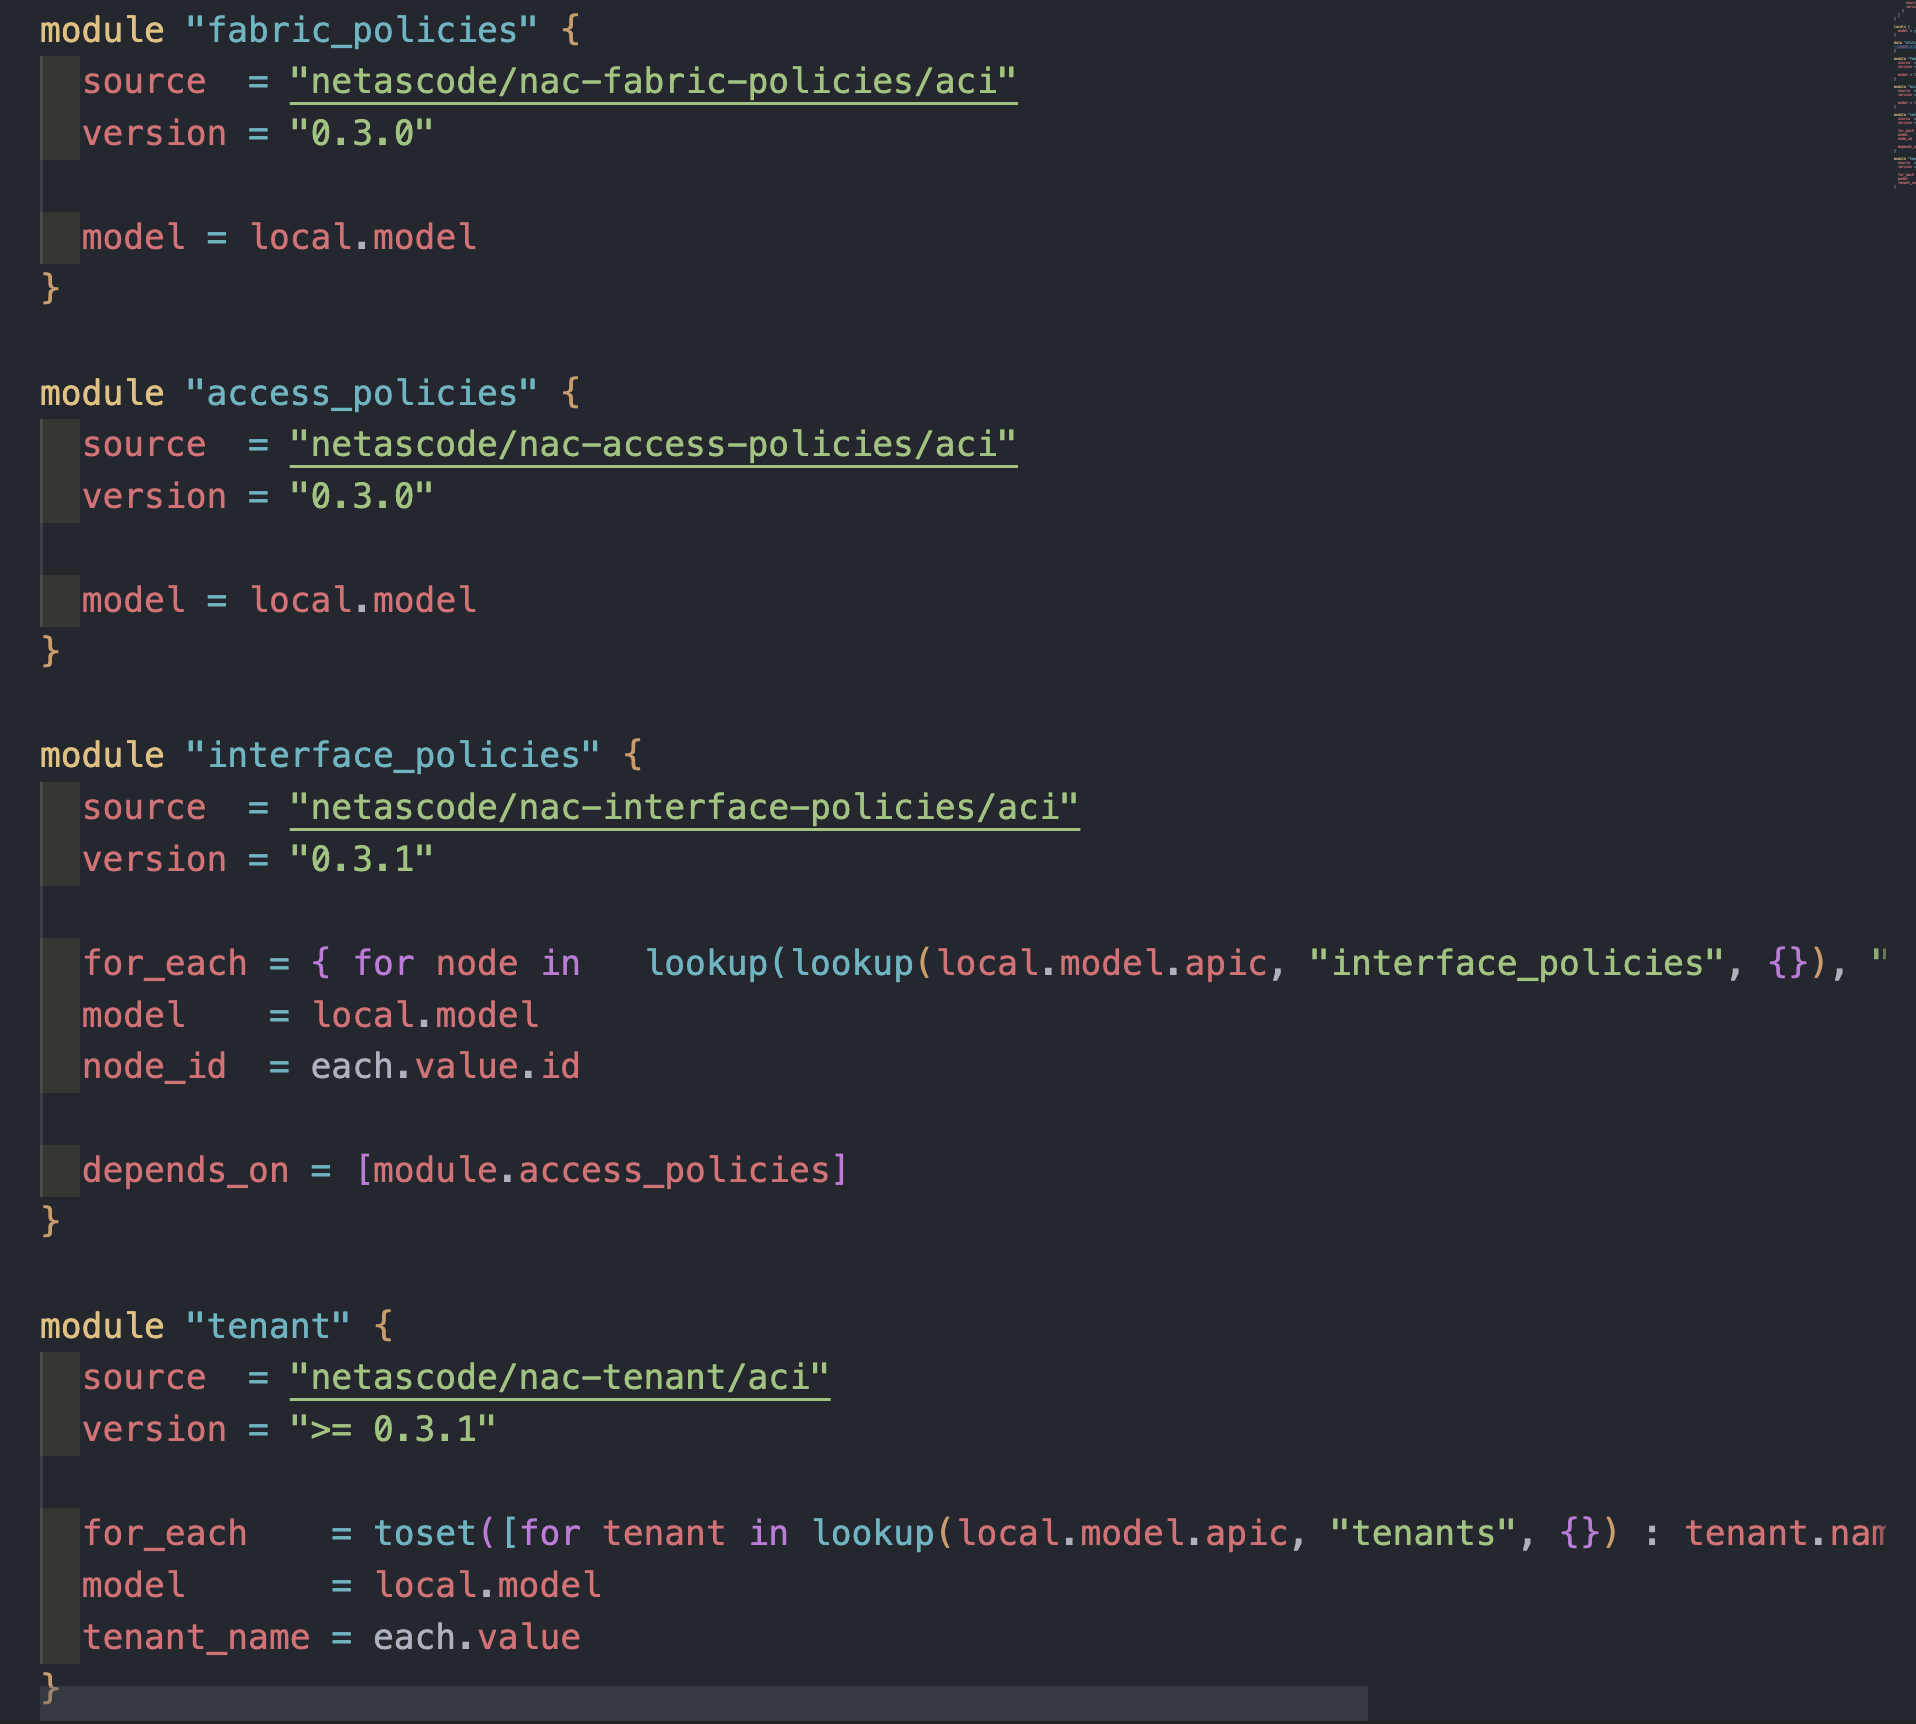 module "fabric_policies" {
  source  = "netascode/nac-fabric-policies/aci"
  version = "0.3.0"

  model = local.model
}

module "access_policies" {
  source  = "netascode/nac-access-policies/aci"
  version = "0.3.0"

  model = local.model
}

module "interface_policies" {
  source  = "netascode/nac-interface-policies/aci"
  version = "0.3.1"

  for_each = { for node in   lookup(lookup(local.model.apic, "interface_policies", {}), "
  model    = local.model
  node_id  = each.value.id

  depends_on = [module.access_policies]
}

module "tenant" {
  source  = "netascode/nac-tenant/aci"
  version = ">= 0.3.1"

  for_each    = toset([for tenant in lookup(local.model.apic, "tenants", {}) : tenant.nam
  model       = local.model
  tenant_name = each.value
}